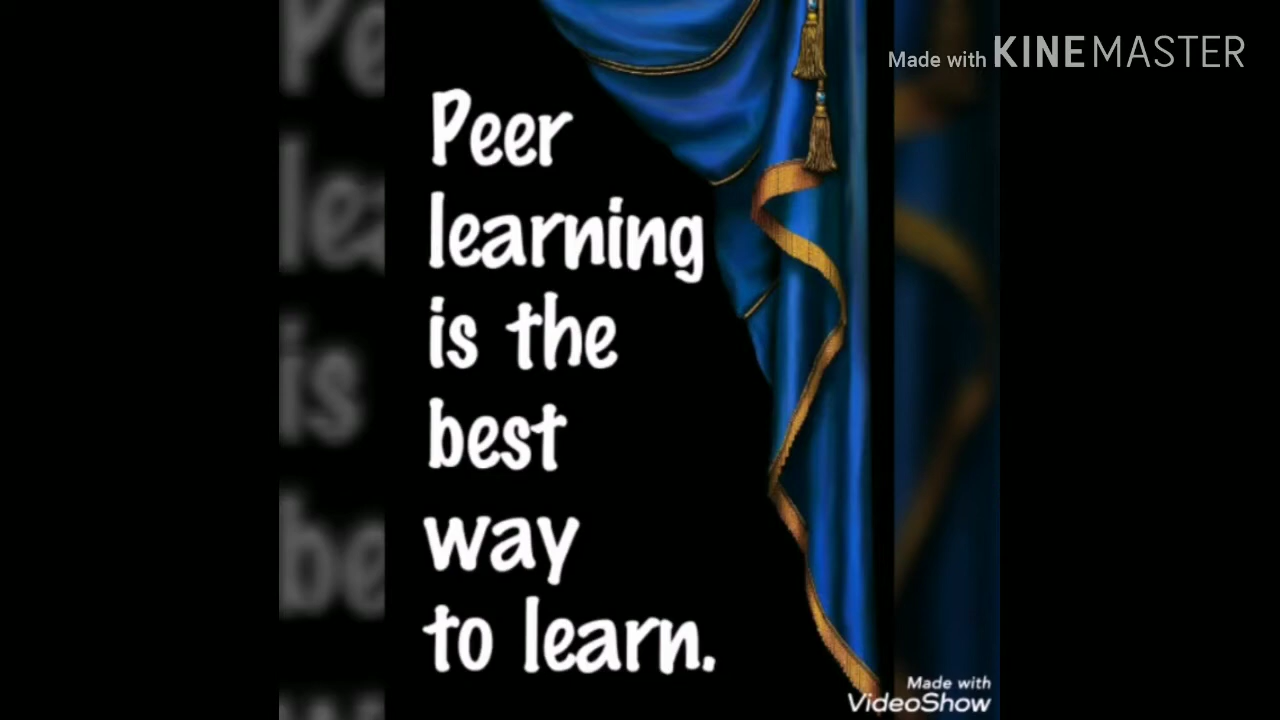 Made with KINEMASTER
Peer
learning
is the
best
way
to learn.
Made with
VideoShow